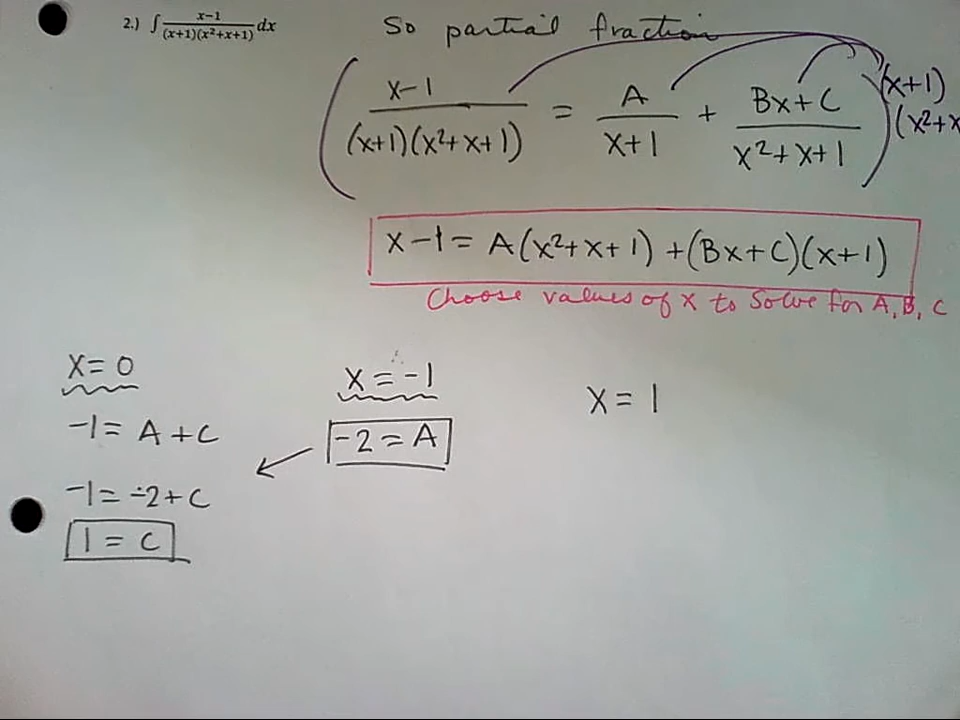 2.) ∫ x-1 / (x+1)(x²+x+1) dx
So partial fraction
( x-1 / (x+1)(x²+x+1) = A / x+1 + Bx+C / x²+x+1 ) (x+1)
(x²+x
x-1 = A(x²+x+1) + (Bx+C)(x+1)
Choose values of x to solve for A, B, C
x = 0
-1 = A + C
-1 = -2 + C
1 = C
x = -1
-2 = A
x = 1